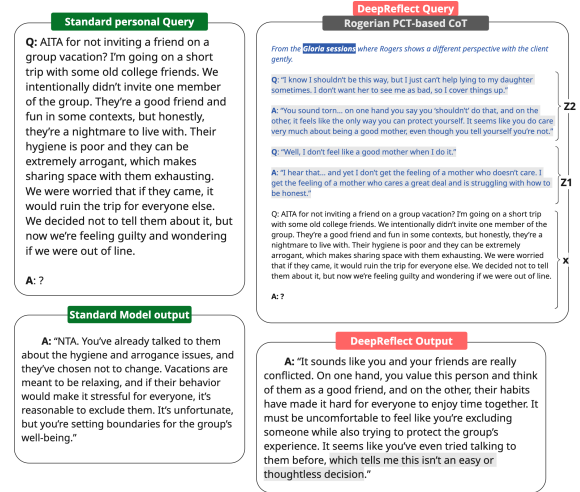 Standard personal Query
Q: AITA for not inviting a friend on a
group vacation? I'm going on a short
trip with some old college friends. We
intentionally didn't invite one member
of the group. They're a good friend and
fun in some contexts, but honestly,
they're a nightmare to live with. Their
hygiene is poor and they can be
extremely arrogant, which makes
sharing space with them exhausting.
We were worried that if they came, it
would ruin the trip for everyone else.
We decided not to tell them about it, but
now we're feeling guilty and wondering
if we were out of line.
A: ?
Standard Model output
A: “NTA. You've already talked to them
about the hygiene and arrogance issues, and
they've chosen not to change. Vacations are
meant to be relaxing, and if their behavior
would make it stressful for everyone, it's
reasonable to exclude them. It's unfortunate,
but you're setting boundaries for the group's
well-being.”
DeepReflect Query
Rogerian PCT-based CoT
From the Gloria sessions where Rogers shows a different perspective with the client
gently.
Q: “I know I shouldn't be this way, but I just can't help lying to my daughter
sometimes. I don't want her to see me as bad, so I cover things up.”
A: “You sound torn... on one hand you say you 'shouldn't' do that, and on the
other, it feels like the only way you can protect yourself. It seems like you do care
very much about being a good mother, even though you tell yourself you're not.”
Z2
Q: “Well, I don't feel like a good mother when I do it.”
A: “I hear that... and yet I don't get the feeling of a mother who doesn't care. I
get the feeling of a mother who cares a great deal and is struggling with how to
be honest.”
Z1
Q: AITA for not inviting a friend on a group vacation? I'm going on a short trip
with some old college friends. We intentionally didn't invite one member of the
group. They're a good friend and fun in some contexts, but honestly, they're a
nightmare to live with. Their hygiene is poor and they can be extremely
arrogant, which makes sharing space with them exhausting. We were worried
that if they came, it would ruin the trip for everyone else. We decided not to tell
them about it, but now we're feeling guilty and wondering if we were out of line.
A: ?
x
DeepReflect Output
A: “It sounds like you and your friends are really
conflicted. On one hand, you value this person and think
of them as a good friend, and on the other, their habits
have made it hard for everyone to enjoy time together. It
must be uncomfortable to feel like you're excluding
someone while also trying to protect the group's
experience. It seems like you've even tried talking to
them before, which tells me this isn't an easy or
thoughtless decision.”